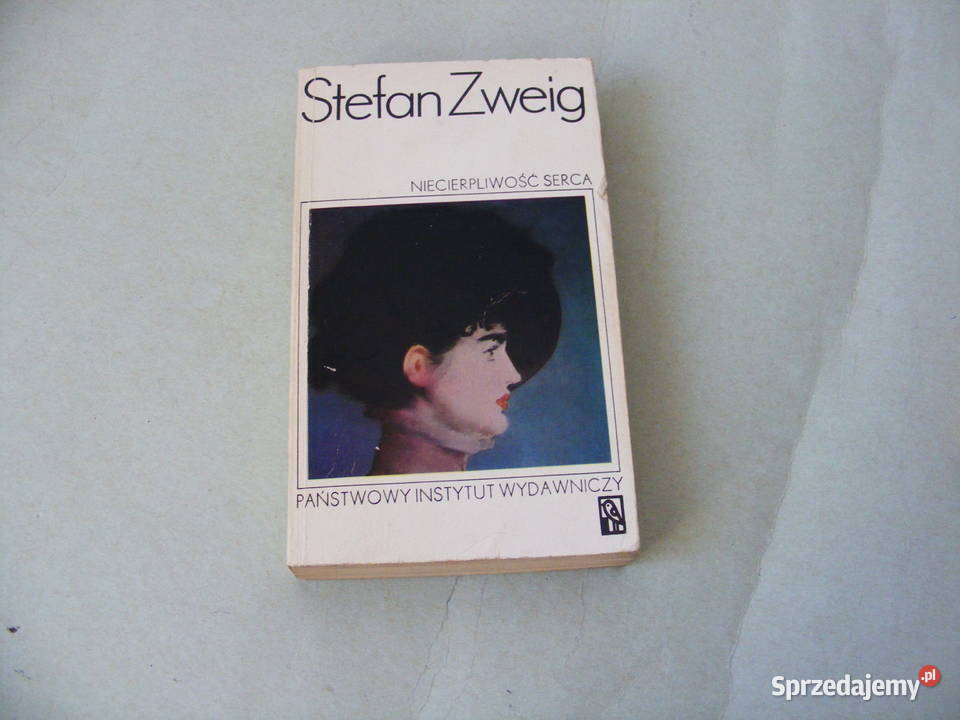 Stefan Zweig
NIECIERPLIWOŚĆ SERCA
PAŃSTWOWY INSTYTUT WYDAWNICZY
Sprzedajemy.pl